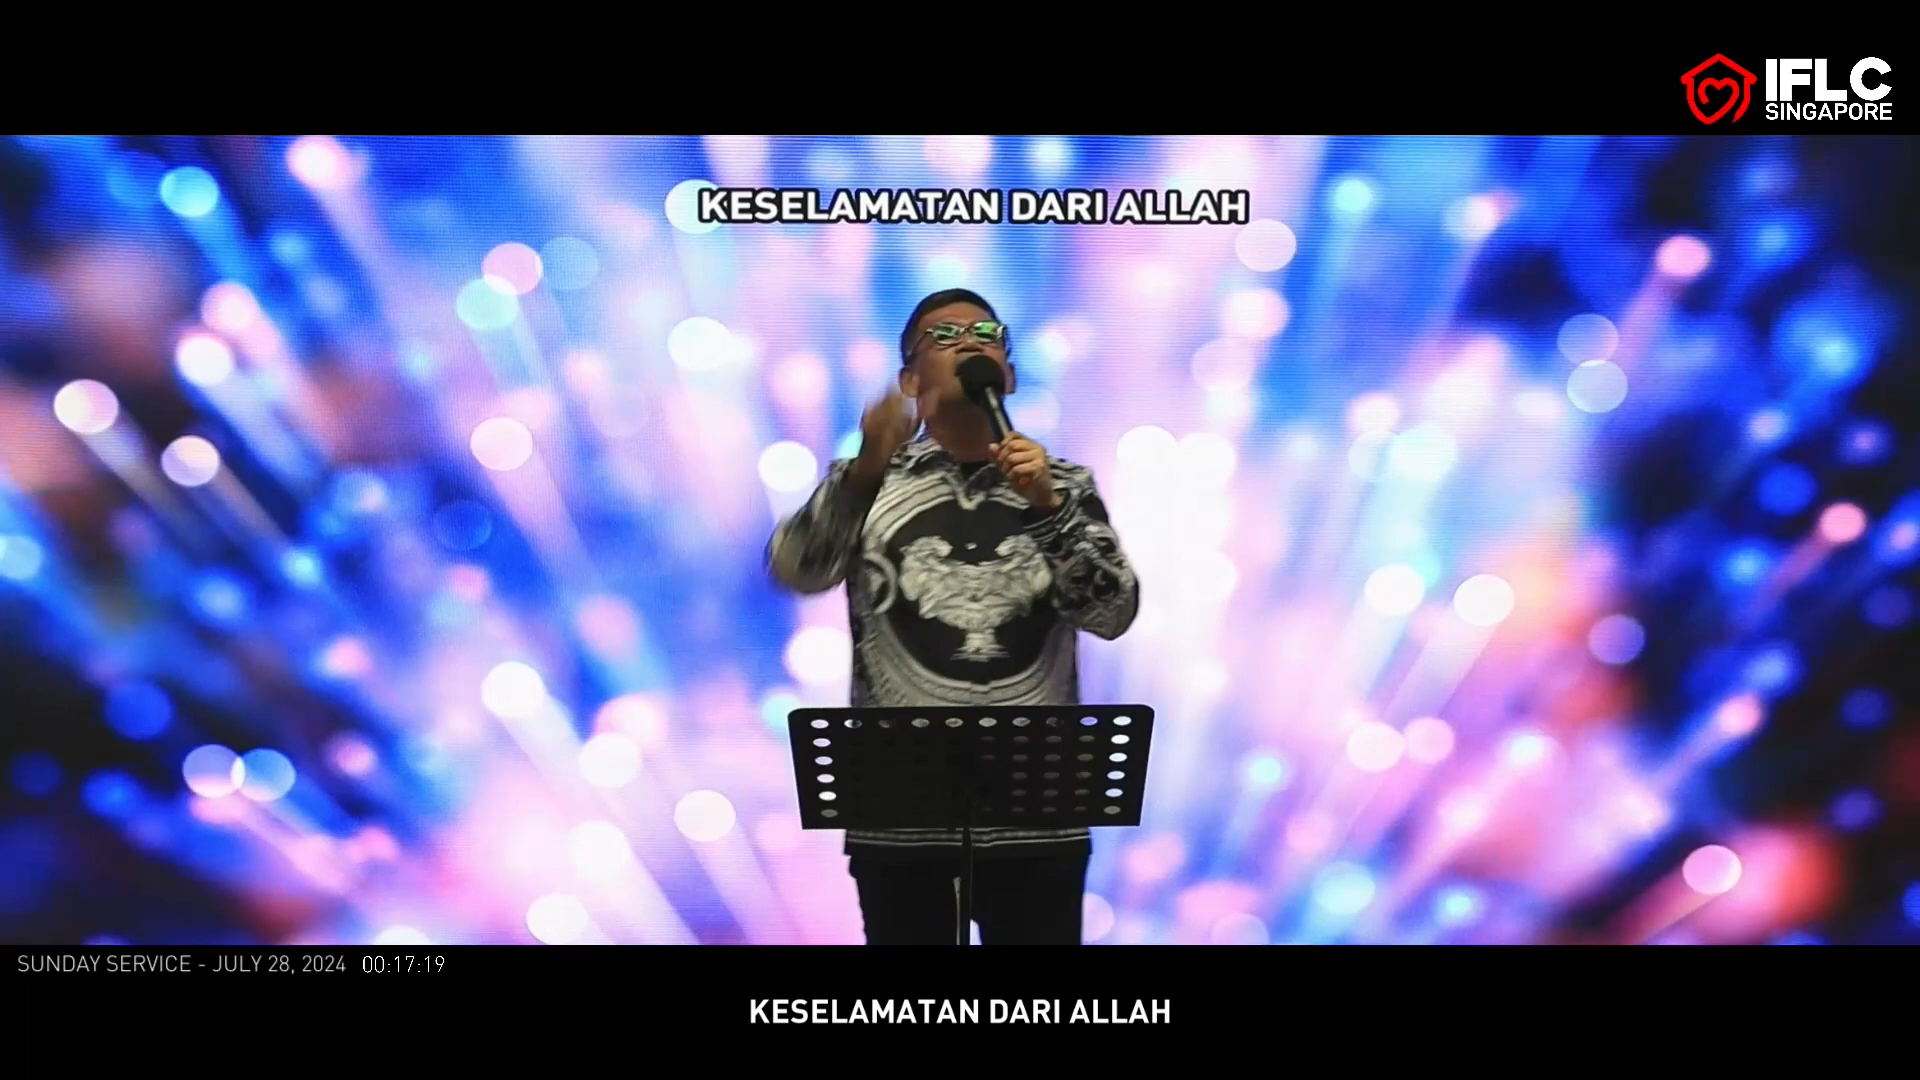 IFLC
SINGAPORE
KESELAMATAN DARI ALLAH
SUNDAY SERVICE - JULY 28, 2024 00:17:19
KESELAMATAN DARI ALLAH